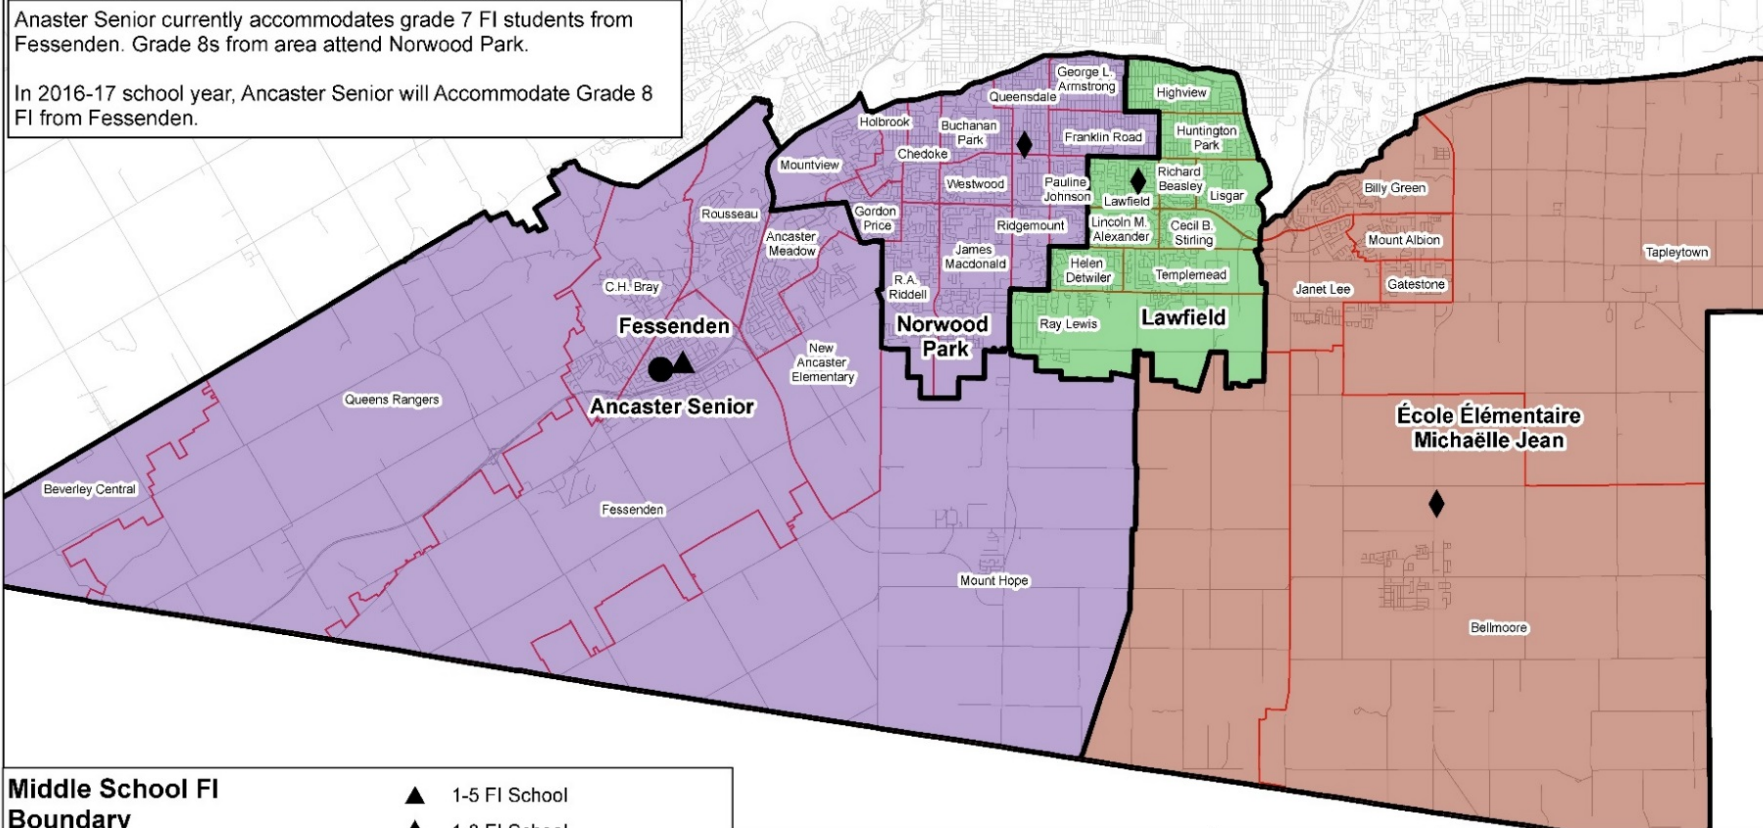 Anaster Senior currently accommodates grade 7 FI students from
Fessenden. Grade 8s from area attend Norwood Park.
In 2016-17 school year, Ancaster Senior will Accommodate Grade 8
FI from Fessenden.
George L.
Armstrong
Queensdale
Highview
Holbrook
Buchanan
Park
Franklin Road
Huntington
Park
Chedoke
Mountview
Westwood
Pauline
Johnson
Richard
Beasley
Lawfield
Lisgar
Billy Green
Rousseau
Gordon
Price
Ridgemount
Lincoln M.
Alexander
Cecil B.
Stirling
Ancaster
Meadow
Mount Albion
Tapleytown
James
Macdonald
Helen
Detwiler
Templemead
C.H. Bray
R.A.
Riddell
Janet Lee
Gatestone
Fessenden
Norwood
Park
Ray Lewis
Lawfield
New
Ancaster
Elementary
Queens Rangers
Ancaster Senior
École Élémentaire
Michaëlle Jean
Beverley Central
Fessenden
Mount Hope
Bellmoore
Middle School FI
Boundary
1-5 FI School